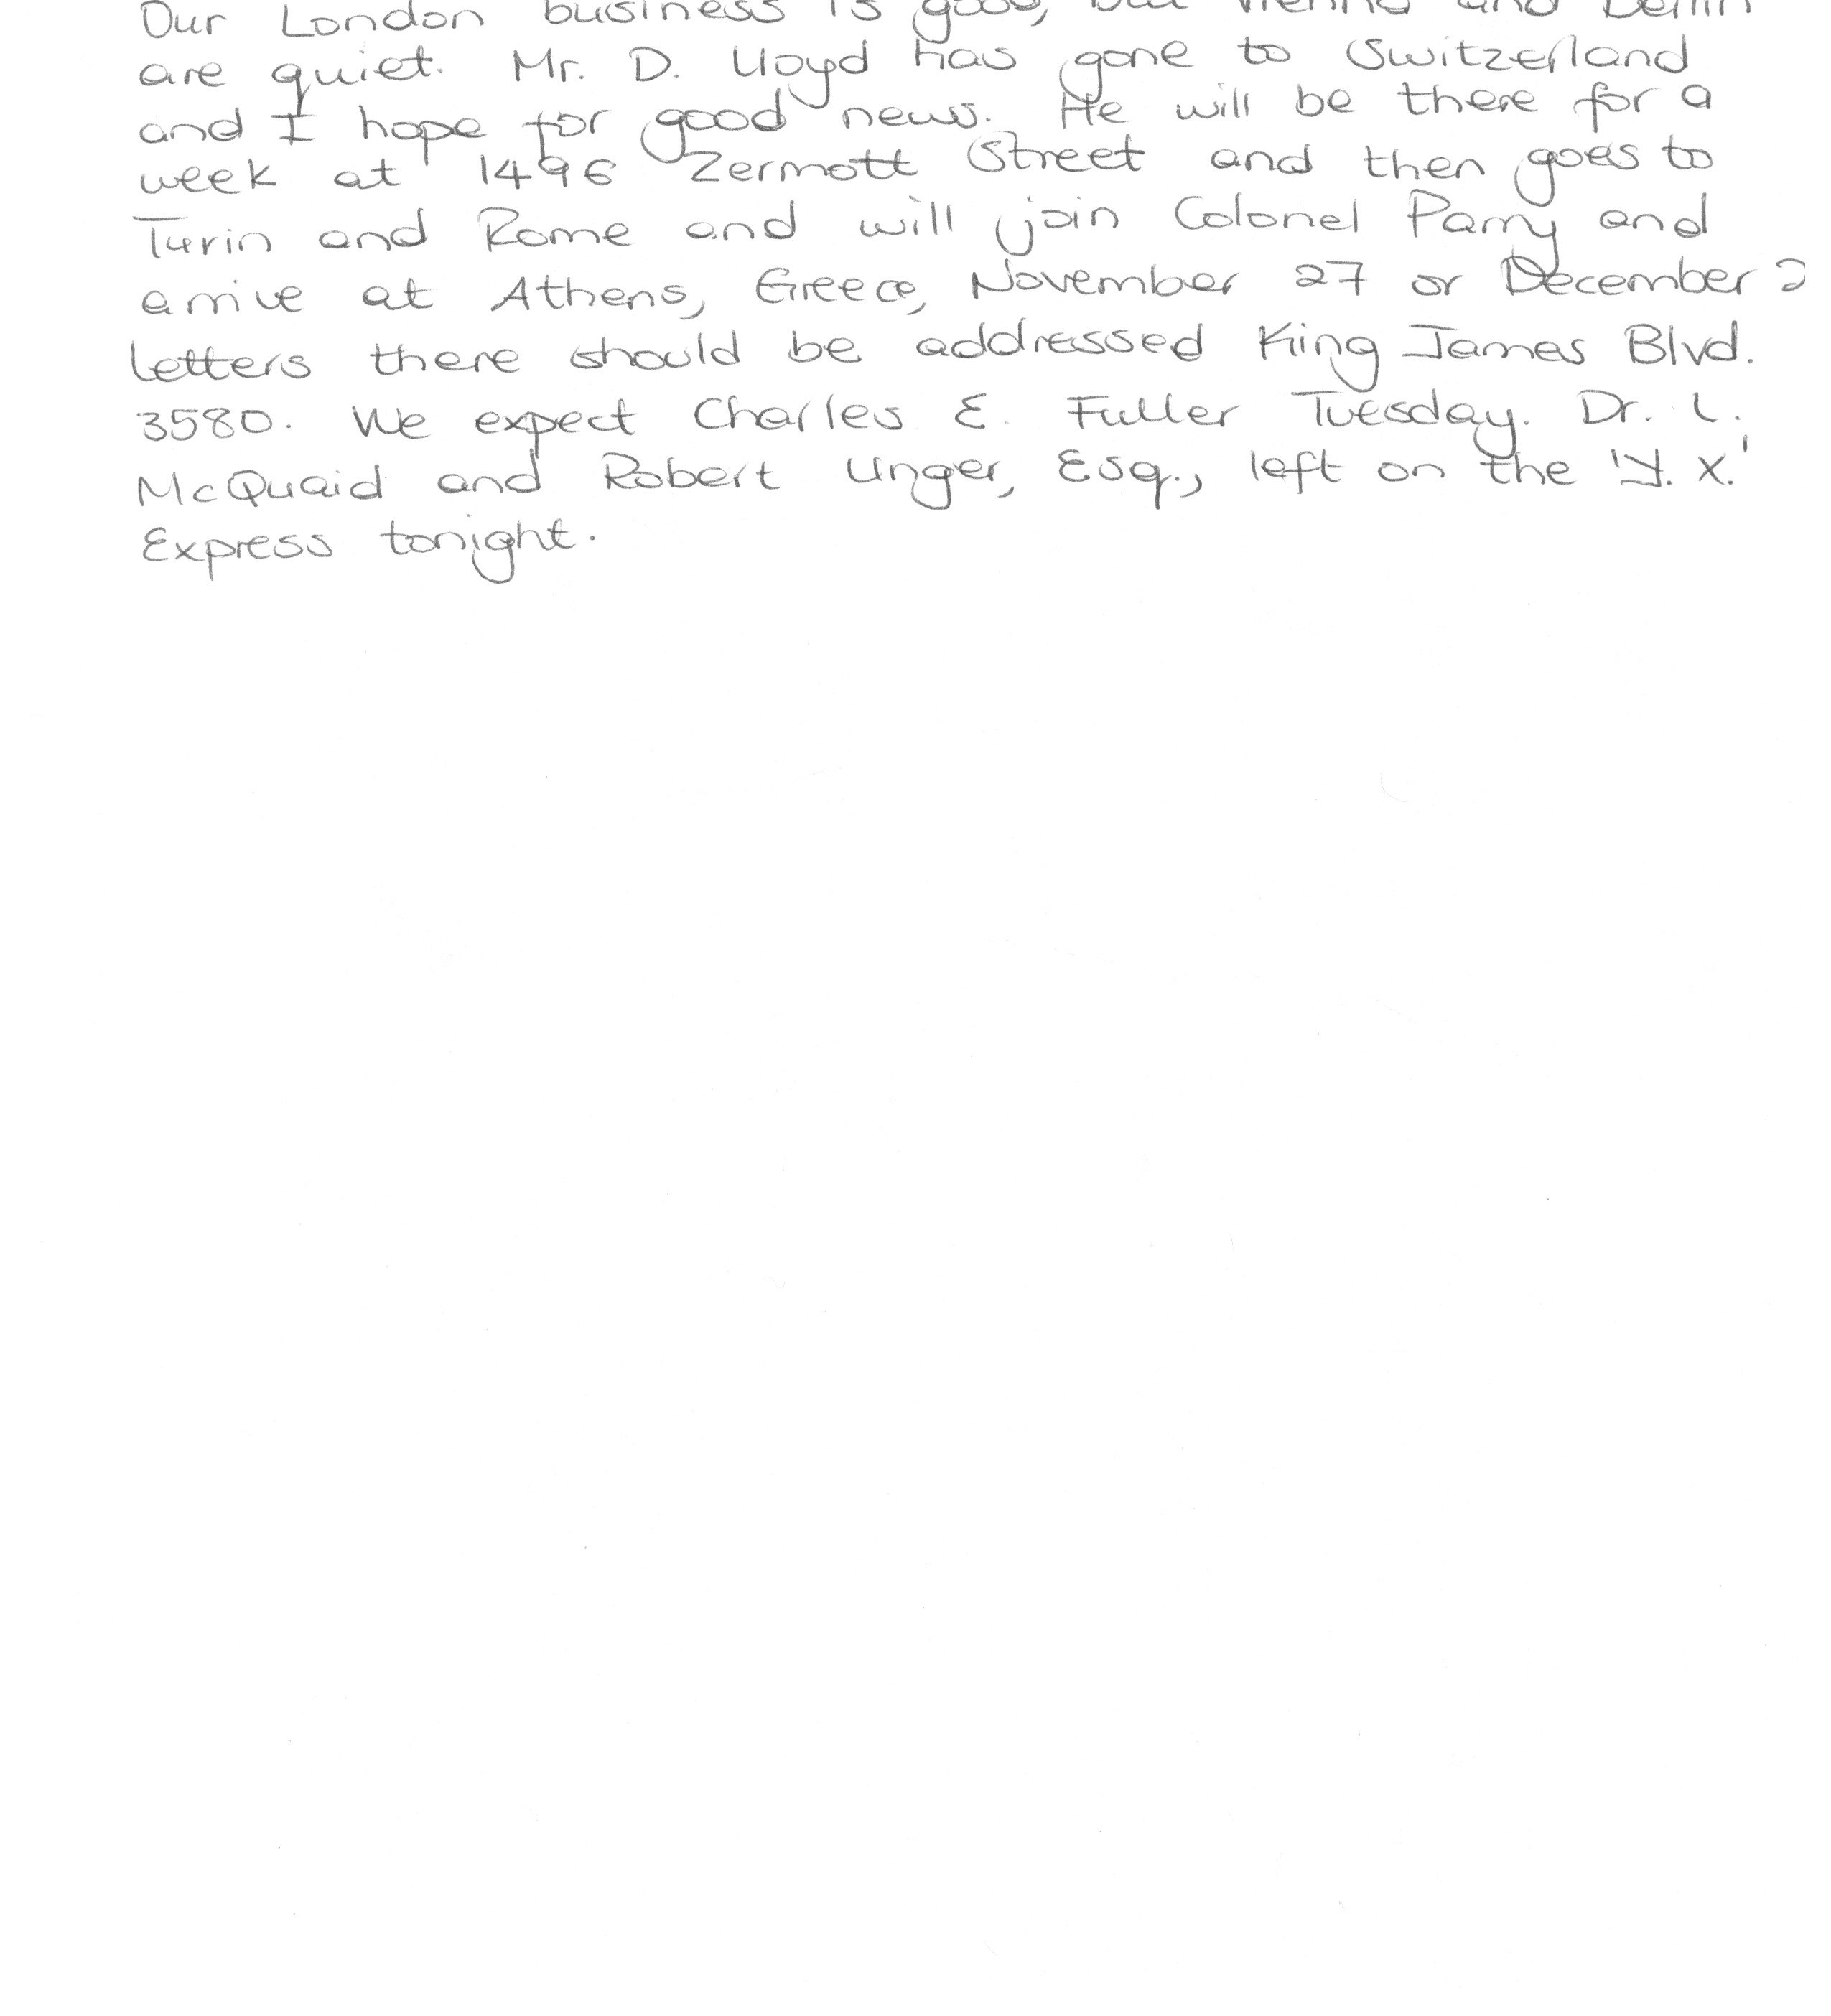 Our London business is good, but Vienna and Berlin
are quiet. Mr. D. Lloyd has gone to Switzerland
and I hope for good news. He will be there for a
week at 1496 Zermott Street and then goes to
Turin and Rome and will join Colonel Parry and
arrive at Athens, Greece, November 27 or December 2
letters there should be addressed King James Blvd.
3580. We expect Charles E. Fuller Tuesday. Dr. L.
McQuaid and Robert Unger, Esq., left on the 'Y. X.'
Express tonight.